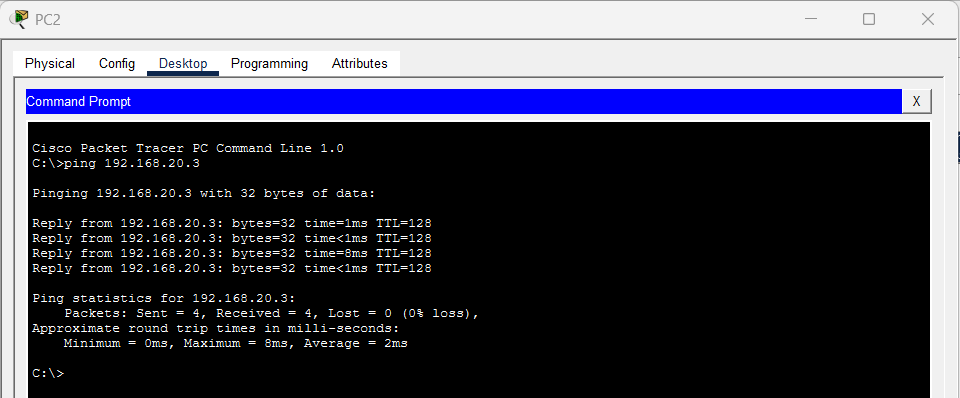 PC2
Physical Config Desktop Programming Attributes
Command Prompt X
Cisco Packet Tracer PC Command Line 1.0
C:\>ping 192.168.20.3
Pinging 192.168.20.3 with 32 bytes of data:
Reply from 192.168.20.3: bytes=32 time=1ms TTL=128
Reply from 192.168.20.3: bytes=32 time<1ms TTL=128
Reply from 192.168.20.3: bytes=32 time=8ms TTL=128
Reply from 192.168.20.3: bytes=32 time<1ms TTL=128
Ping statistics for 192.168.20.3:
Packets: Sent = 4, Received = 4, Lost = 0 (0% loss),
Approximate round trip times in milli-seconds:
Minimum = 0ms, Maximum = 8ms, Average = 2ms
C:\>